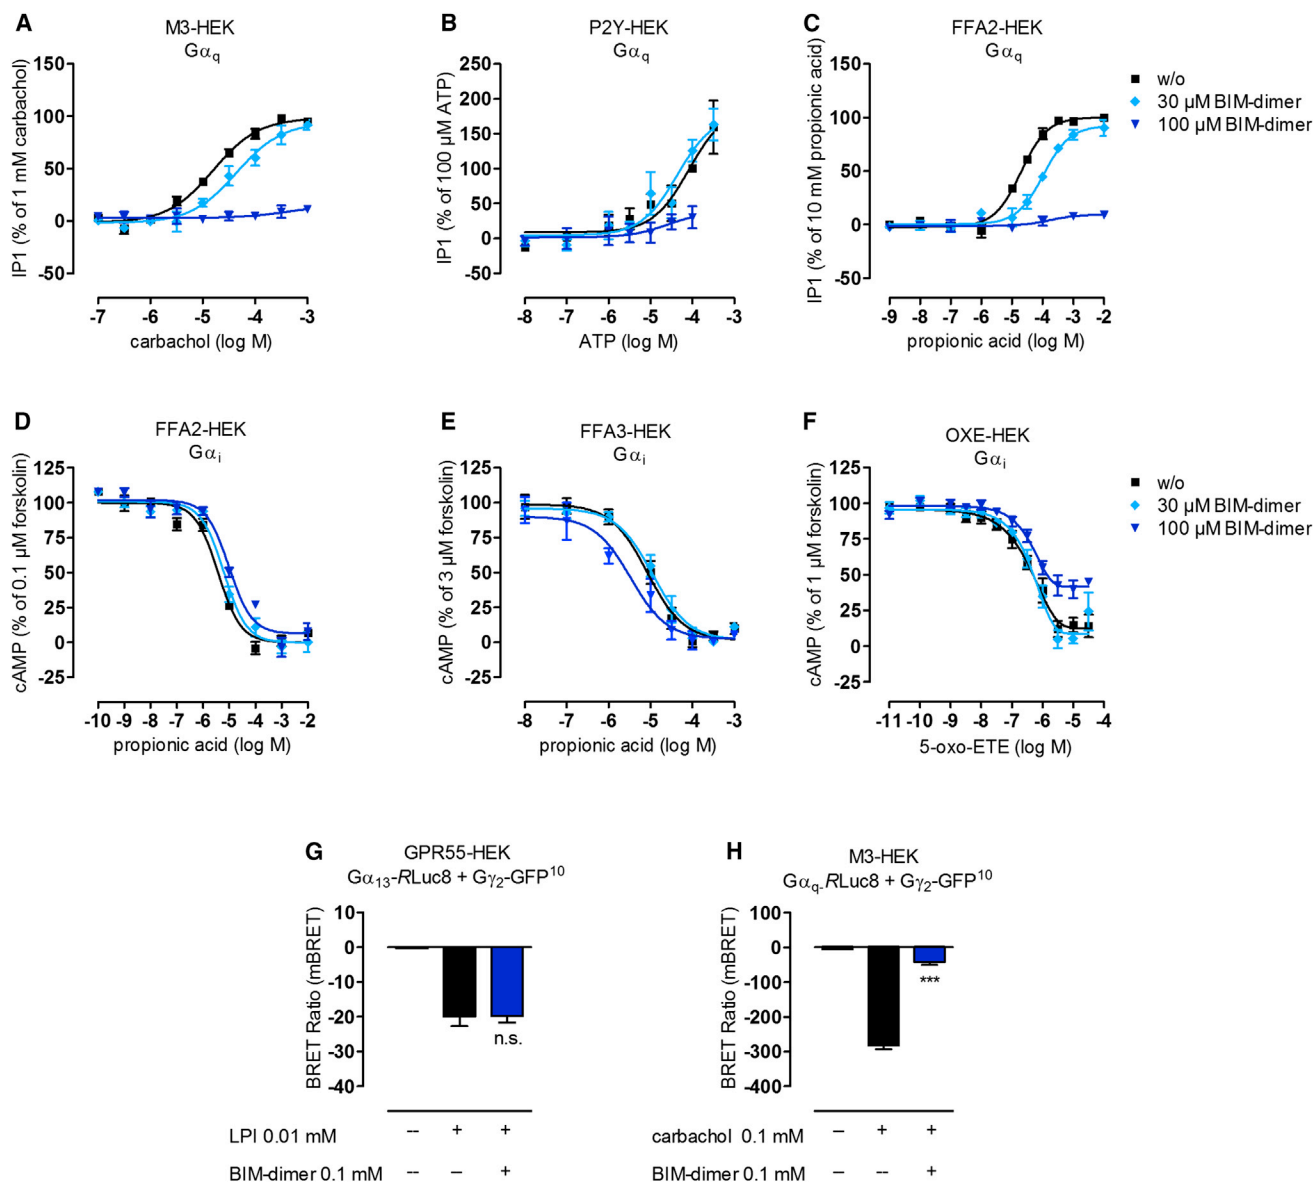 A
M3-HEK
Gαq
IP1 (% of 1 mM carbachol)
150
100
50
0
-50
-7 -6 -5 -4 -3
carbachol (log M)
B
P2Y-HEK
Gαq
IP1 (% of 100 µM ATP)
250
200
150
100
50
0
-50
-8 -7 -6 -5 -4 -3
ATP (log M)
C
FFA2-HEK
Gαq
IP1 (% of 10 mM propionic acid)
150
100
50
0
-50
-9 -8 -7 -6 -5 -4 -3 -2
propionic acid (log M)
w/o
30 µM BIM-dimer
100 µM BIM-dimer
D
FFA2-HEK
Gαi
cAMP (% of 0.1 µM forskolin)
125
100
75
50
25
0
-25
-10 -9 -8 -7 -6 -5 -4 -3 -2
propionic acid (log M)
E
FFA3-HEK
Gαi
cAMP (% of 3 µM forskolin)
125
100
75
50
25
0
-25
-8 -7 -6 -5 -4 -3
propionic acid (log M)
F
OXE-HEK
Gαi
cAMP (% of 1 µM forskolin)
125
100
75
50
25
0
-25
-11 -10 -9 -8 -7 -6 -5 -4
5-oxo-ETE (log M)
w/o
30 µM BIM-dimer
100 µM BIM-dimer
G
GPR55-HEK
Gα13-RLuc8 + Gγ2-GFP10
BRET Ratio (mBRET)
10
0
-10
-20
-30
-40
n.s.
LPI 0.01 mM -- + +
BIM-dimer 0.1 mM -- – +
H
M3-HEK
Gαq-RLuc8 + Gγ2-GFP10
BRET Ratio (mBRET)
100
0
-100
-200
-300
-400
***
carbachol 0.1 mM – + +
BIM-dimer 0.1 mM – -- +